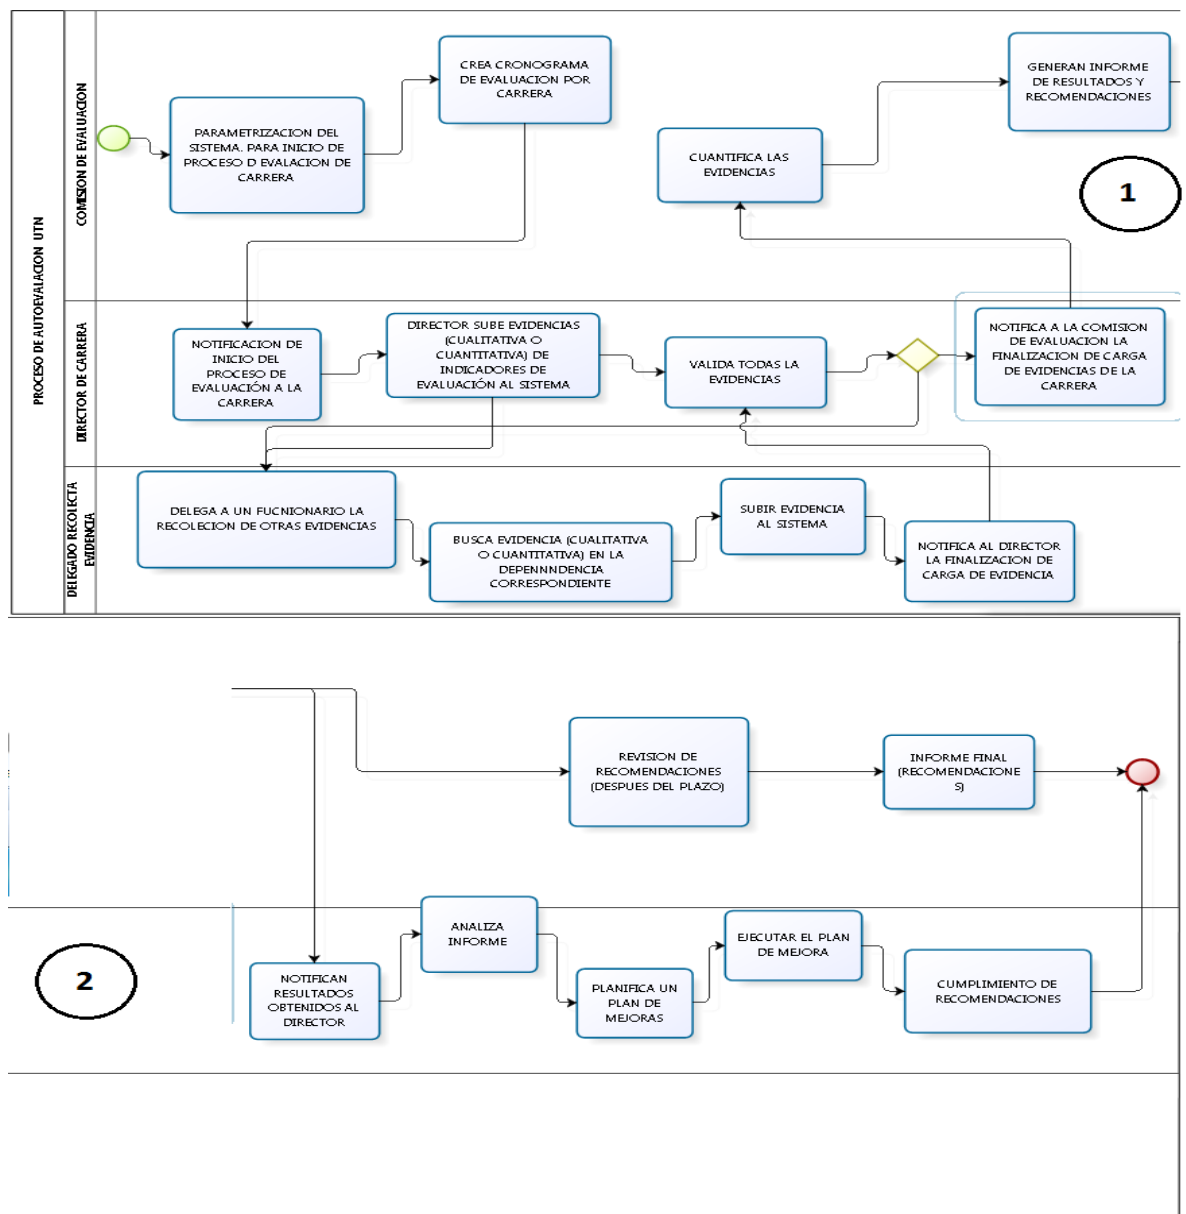 PROCESO DE AUTOEVALACION  UTN
COMISION DE EVALUACION
PARAMETRIZACION DEL
SISTEMA. PARA INICIO DE
PROCESO D EVALACION DE
CARRERA
CREA CRONOGRAMA
DE EVALUACION POR
CARRERA
CUANTIFICA LAS
EVIDENCIAS
GENERAN INFORME
DE RESULTADOS Y
RECOMENDACIONES
1
DIRECTOR DE CARRERA
NOTIFICACION DE
INICIO DEL
PROCESO DE
EVALUACIÓN A LA
CARRERA
DIRECTOR SUBE EVIDENCIAS
(CUALITATIVA O
CUANTITATIVA) DE
INDICADORES DE
EVALUACIÓN AL SISTEMA
VALIDA TODAS LA
EVIDENCIAS
NOTIFICA A LA COMISION
DE EVALUACION LA
FINALIZACION DE CARGA
DE EVIDENCIAS DE LA
CARRERA
DELEGADO RECOLECTA
EVIDENCIA
DELEGA A UN FUCNIONARIO LA
RECOLECION DE OTRAS EVIDENCIAS
BUSCA EVIDENCIA (CUALITATIVA
O CUANTITATIVA) EN LA
DEPENNNDENCIA
CORRESPONDIENTE
SUBIR EVIDENCIA
AL SISTEMA
NOTIFICA AL DIRECTOR
LA FINALIZACION DE
CARGA DE EVIDENCIA
REVISION DE
RECOMENDACIONES
(DESPUES DEL PLAZO)
INFORME FINAL
(RECOMENDACIONE
S)
2
NOTIFICAN
RESULTADOS
OBTENIDOS AL
DIRECTOR
ANALIZA
INFORME
PLANIFICA UN
PLAN DE
MEJORAS
EJECUTAR EL PLAN
DE MEJORA
CUMPLIMIENTO DE
RECOMENDACIONES